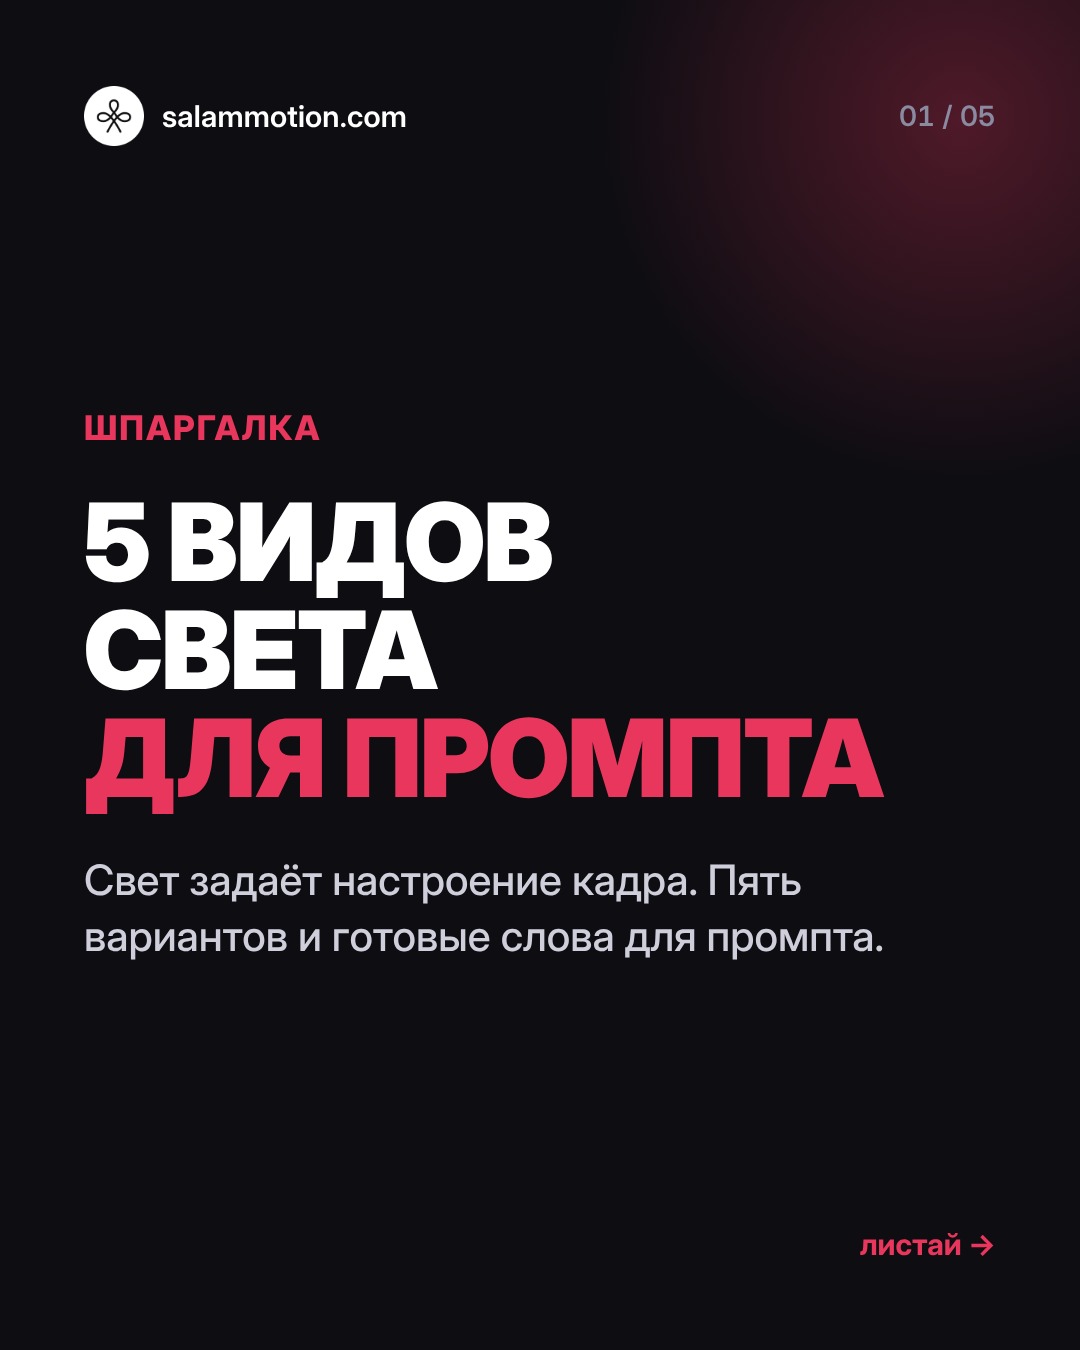 salammotion.com
01 / 05
ШПАРГАЛКА
5 ВИДОВ
СВЕТА
ДЛЯ ПРОМПТА
Свет задаёт настроение кадра. Пять
вариантов и готовые слова для промпта.
листай →